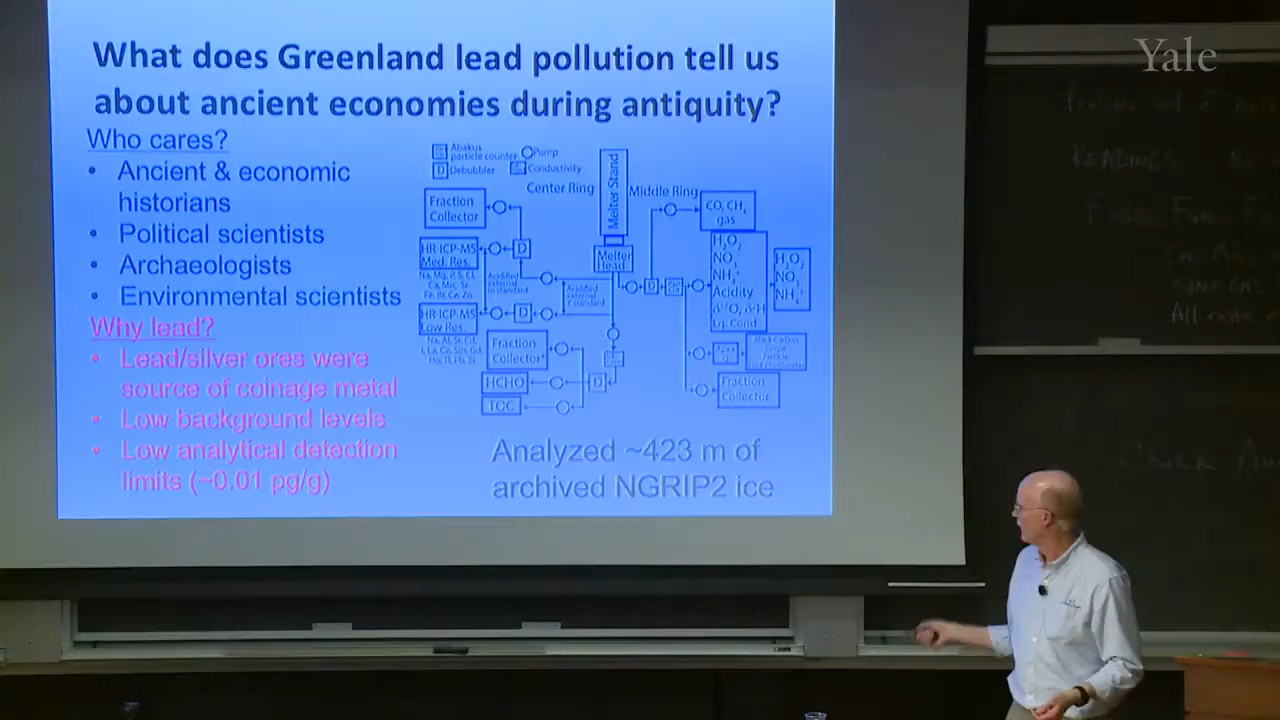 What does Greenland lead pollution tell us
about ancient economies during antiquity?
Who cares?
• Ancient & economic
historians
• Political scientists
• Archaeologists
• Environmental scientists
Why lead?
• Lead/silver ores were
source of coinage metal
• Low background levels
• Low analytical detection
limits (~0.01 pg/g)
Abakus
particle counter
Pump
D Debubbler
Conductivity
Center Ring
Melter Stand
Middle Ring
Melter
Head
Fraction
Collector
HR-ICP-MS
Med. Res.
D
HR-ICP-MS
Low Res.
D
Fraction
Collector
HCHO
D
TOC
D
CO, CH₄
gas
H₂O₂
NO₃⁻
NH₄⁺
Acidity
δ¹⁸O, δ²H
Liq. Cond
H₂O₂
NO₃⁻
NH₄⁺
Fraction
Collector
Analyzed ~423 m of
archived NGRIP2 ice
Yale